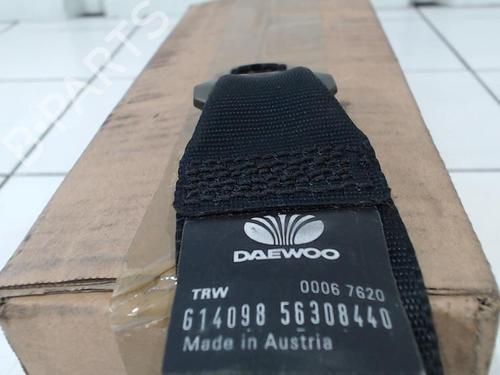 B-PARTS
DAEWOO
TRW 0006 7620
614098 56308440
Made in Austria